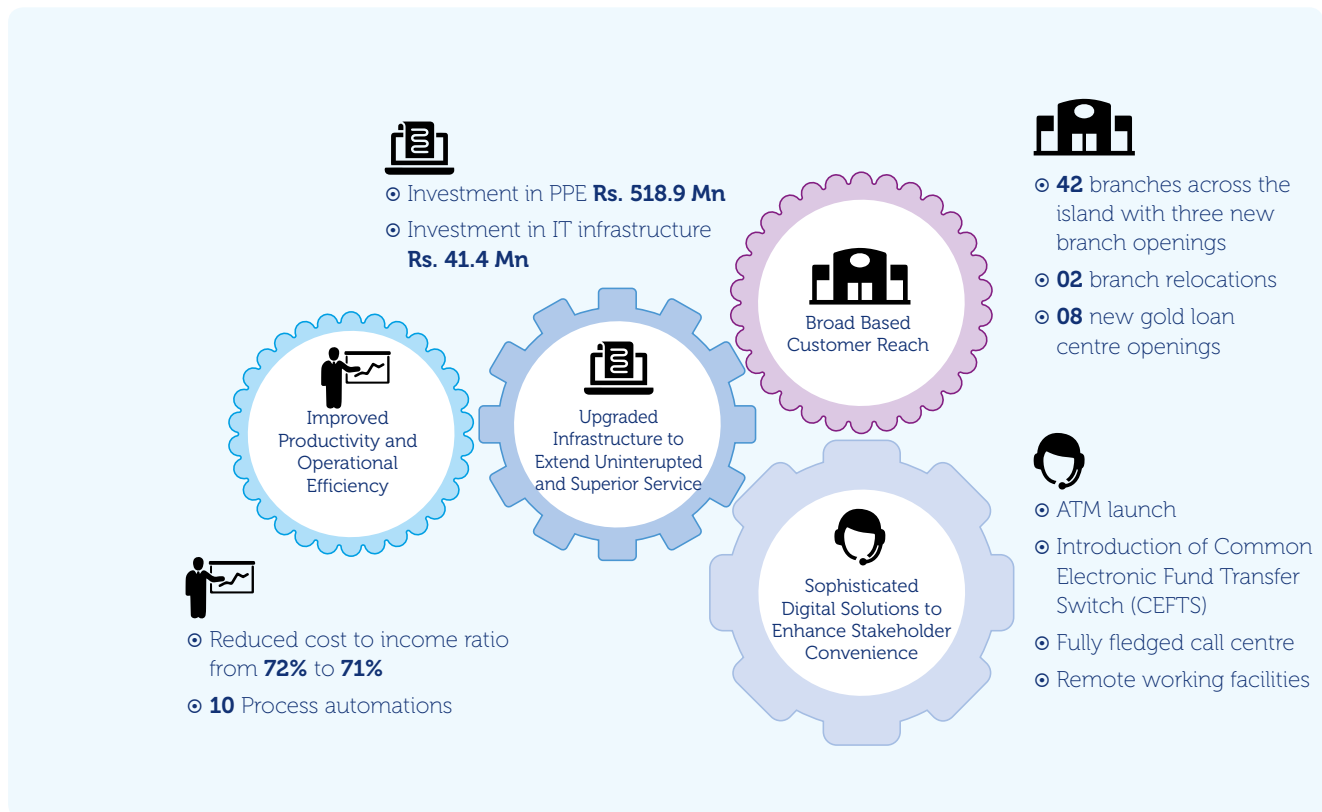 Investment in PPE Rs. 518.9 Mn
Investment in IT infrastructure
Rs. 41.4 Mn
42 branches across the
island with three new
branch openings
02 branch relocations
08 new gold loan
centre openings
Broad Based
Customer Reach
Improved
Productivity and
Operational
Efficiency
Upgraded
Infrastructure to
Extend Uninterupted
and Superior Service
Sophisticated
Digital Solutions to
Enhance Stakeholder
Convenience
ATM launch
Introduction of Common
Electronic Fund Transfer
Switch (CEFTS)
Fully fledged call centre
Remote working facilities
Reduced cost to income ratio
from 72% to 71%
10 Process automations